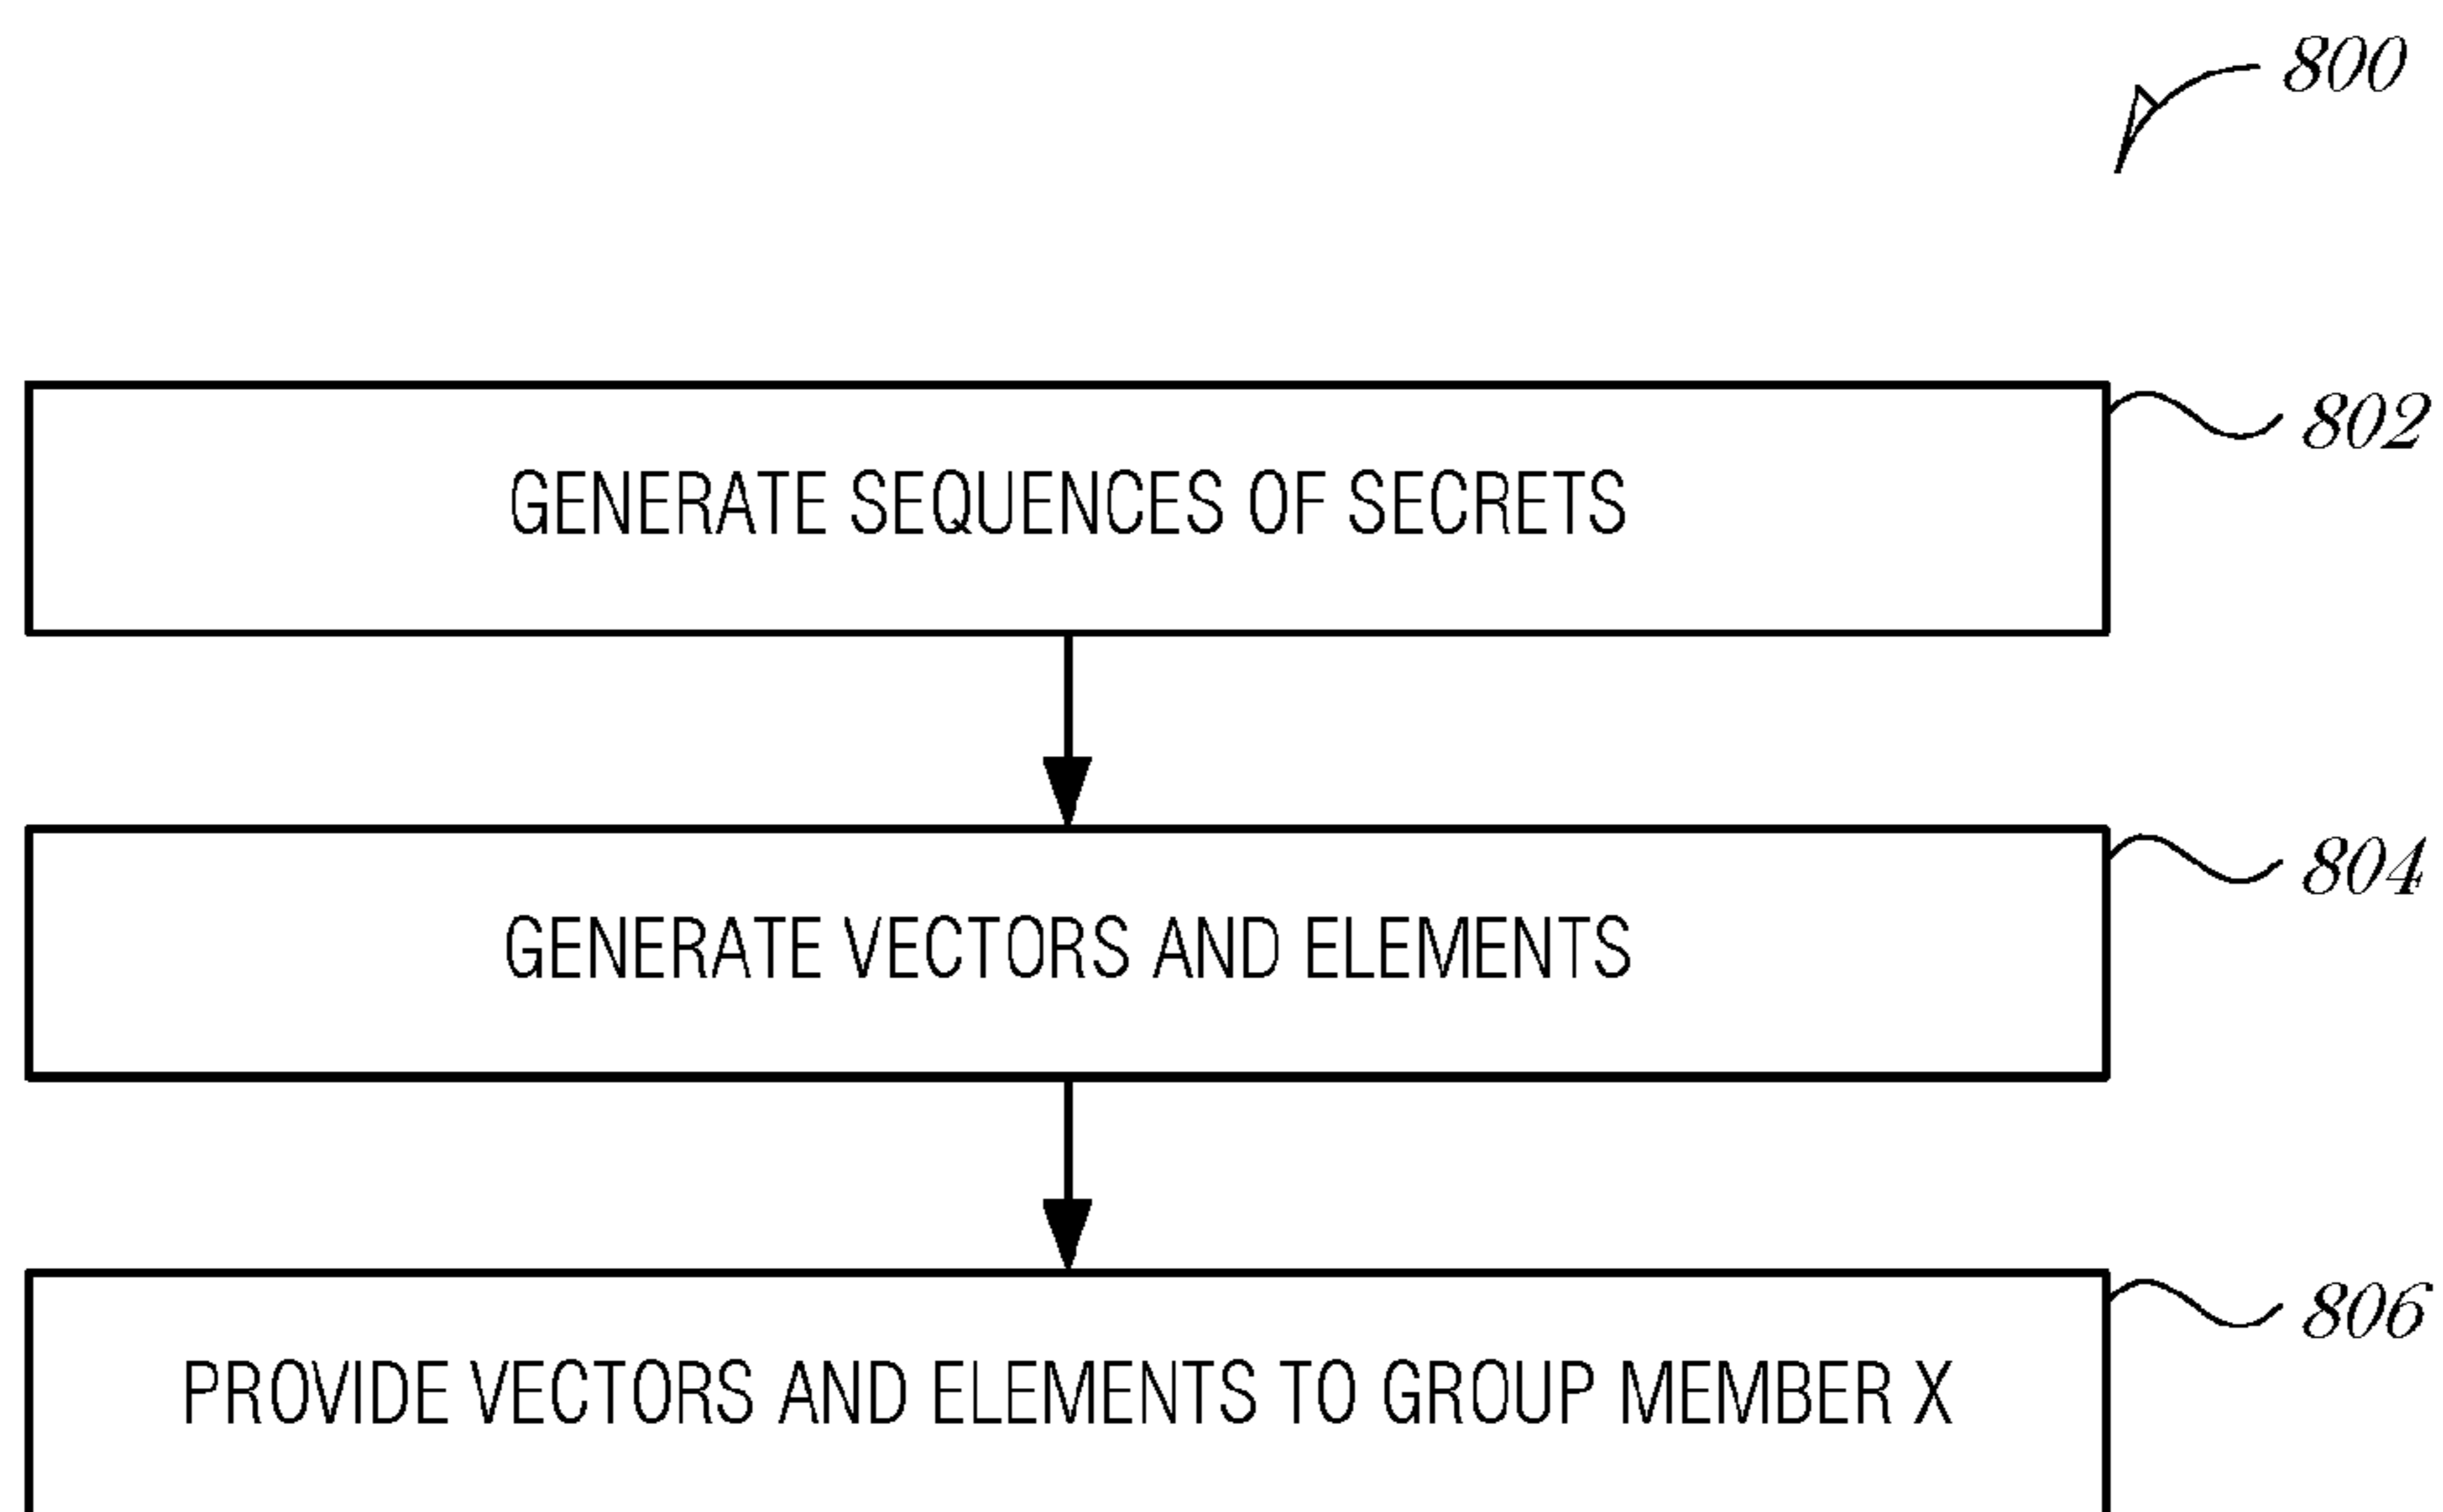 800
802
GENERATE SEQUENCES OF SECRETS
804
GENERATE VECTORS AND ELEMENTS
806
PROVIDE VECTORS AND ELEMENTS TO GROUP MEMBER X